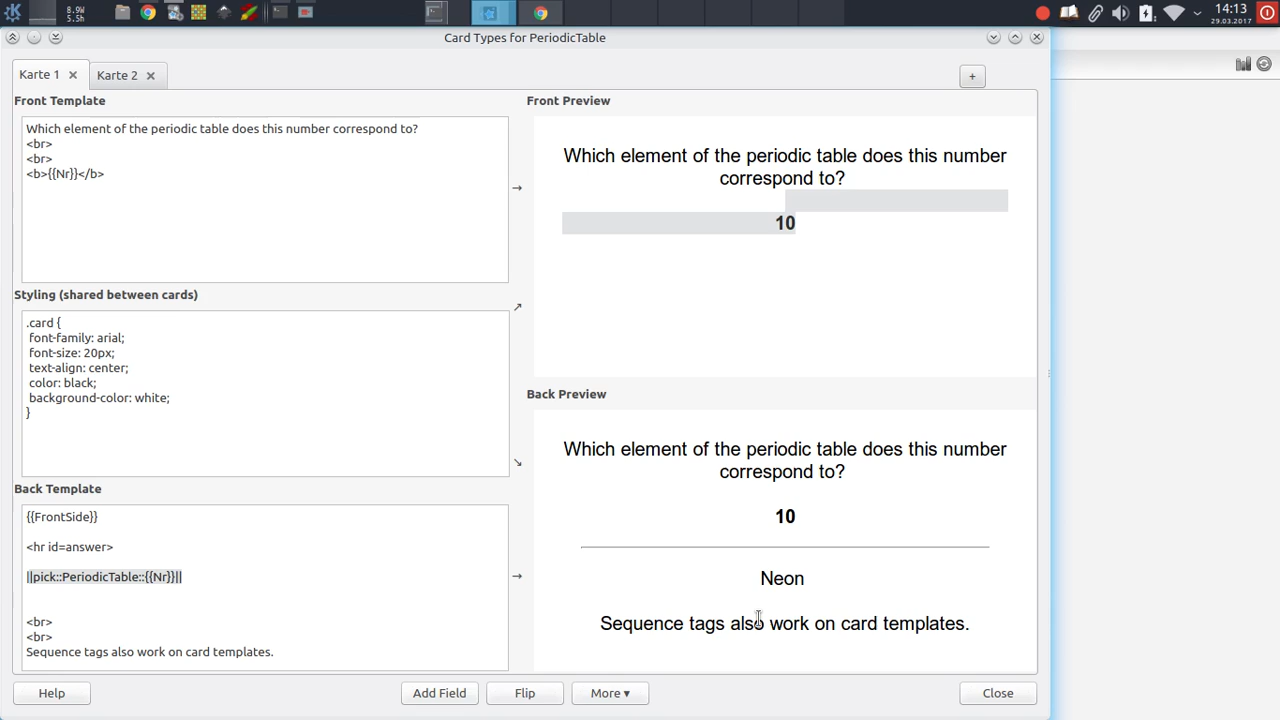 8.9W
5.5h
14:13
29.03.2017
Card Types for PeriodicTable
Karte 1
Karte 2
+
Front Template
Which element of the periodic table does this number correspond to?
<br>
<br>
<b>{{Nr}}</b>
Front Preview
Which element of the periodic table does this number
correspond to?
10
Styling (shared between cards)
.card {
font-family: arial;
font-size: 20px;
text-align: center;
color: black;
background-color: white;
}
Back Template
{{FrontSide}}
<hr id=answer>
||pick::PeriodicTable::{{Nr}}||
<br>
<br>
Sequence tags also work on card templates.
Back Preview
Which element of the periodic table does this number
correspond to?
10
Neon
Sequence tags also work on card templates.
Help
Add Field
Flip
More ▾
Close